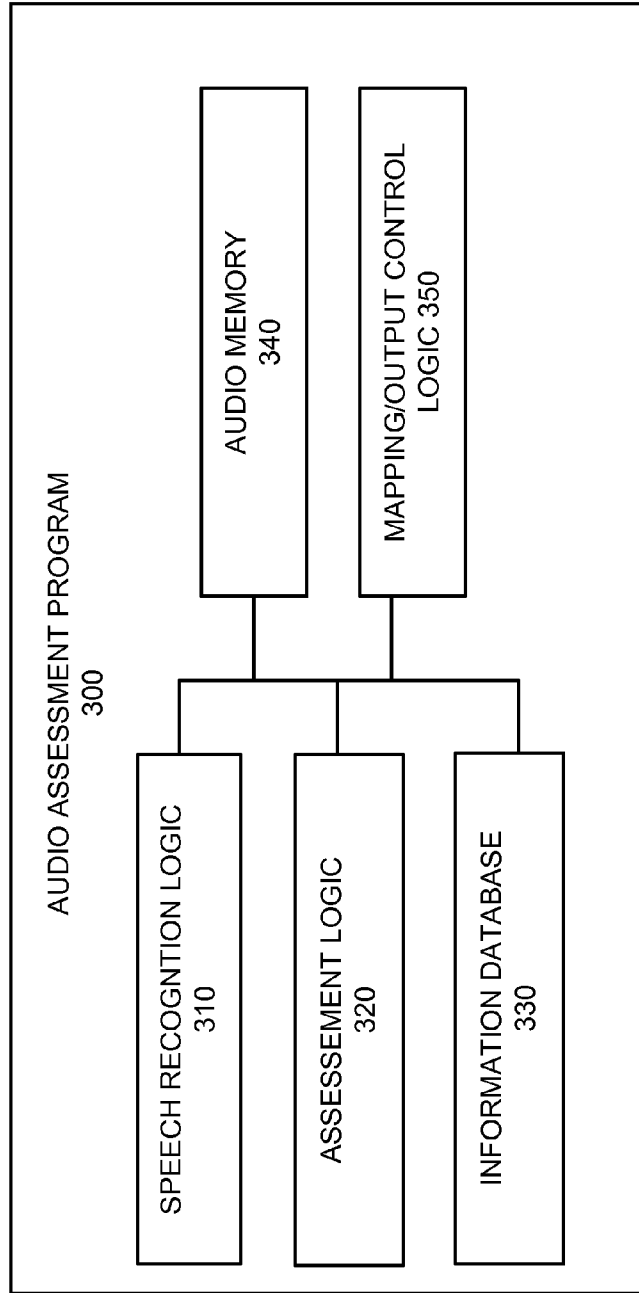 AUDIO ASSESSMENT PROGRAM
300
SPEECH RECOGNTION LOGIC
310
ASSESSEMENT LOGIC
320
INFORMATION DATABASE
330
AUDIO MEMORY
340
MAPPING/OUTPUT CONTROL
LOGIC 350